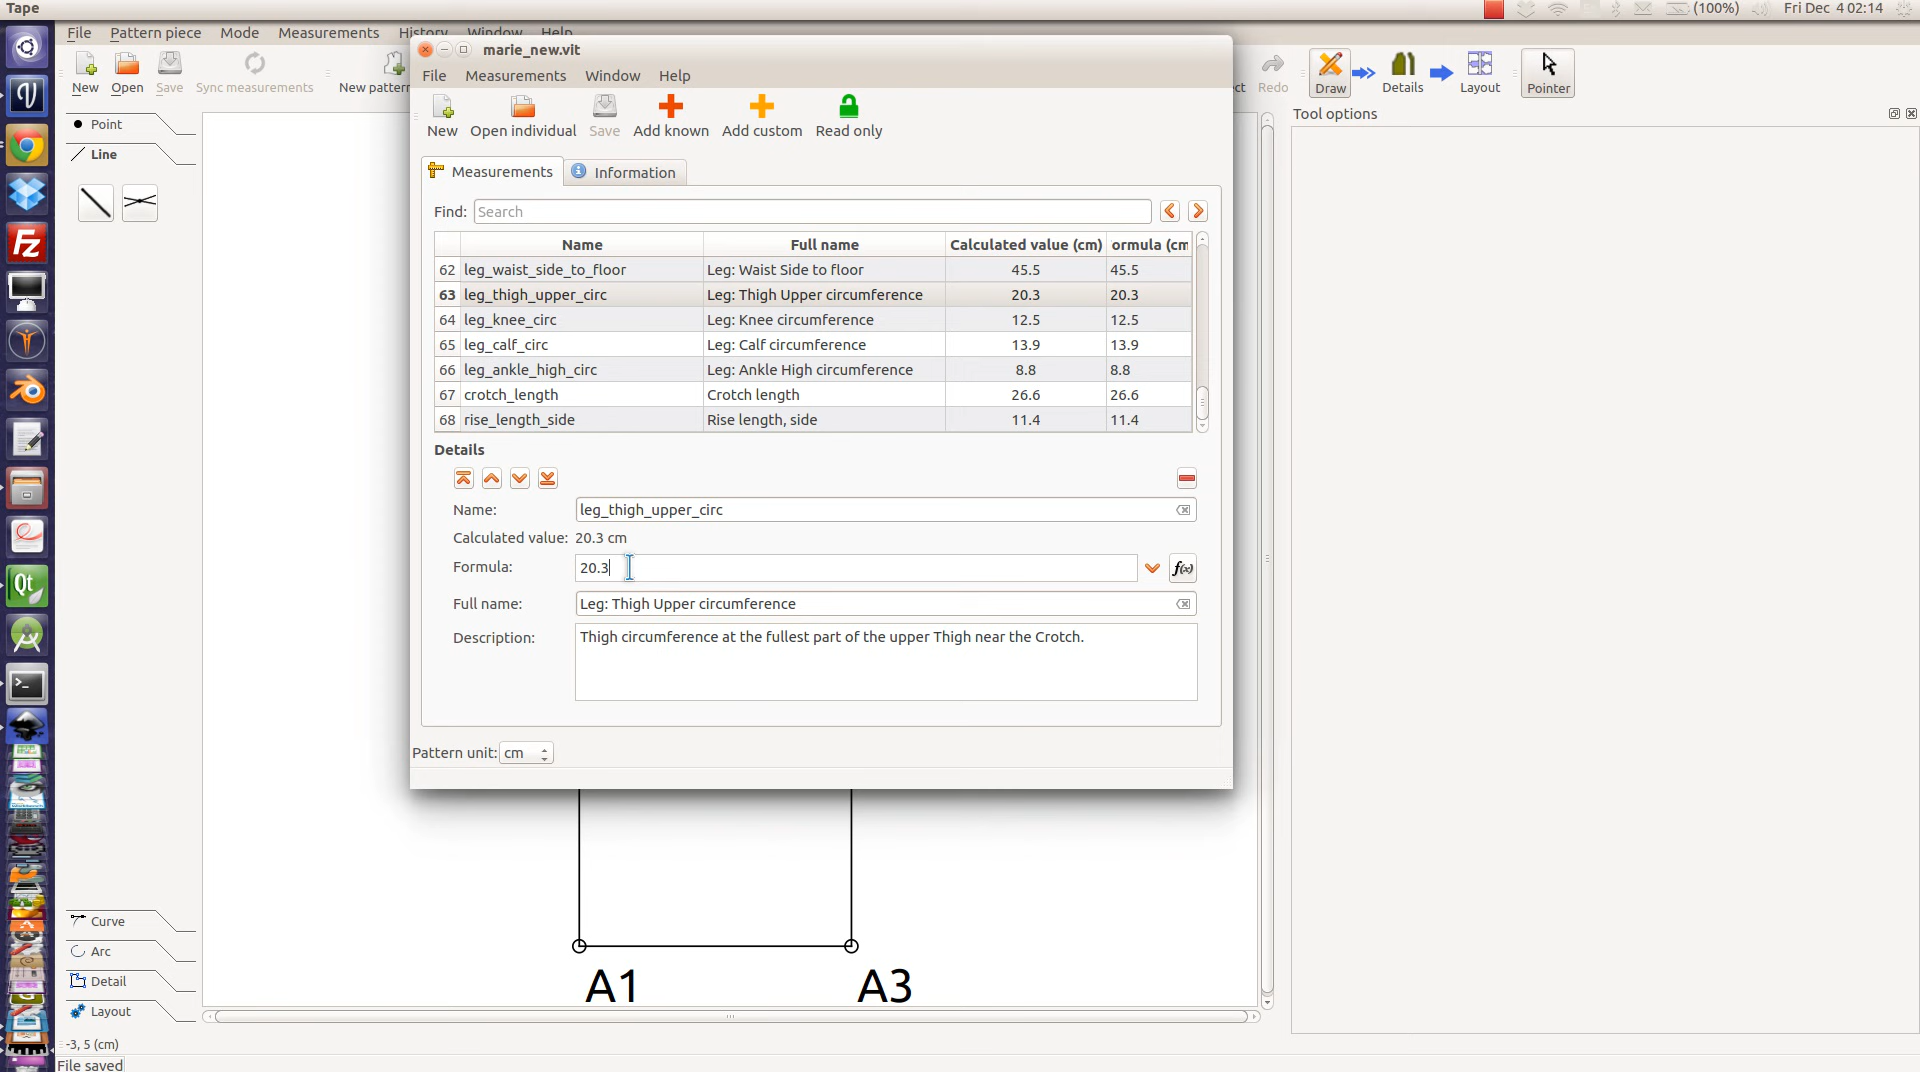 Tape
(100%)
Fri Dec 4 02:14
File Pattern piece Mode Measurements History Window Help
New Open Save Sync measurements New pattern
Redo Draw Details Layout Pointer
marie_new.vit
File Measurements Window Help
New Open individual Save Add known Add custom Read only
Measurements Information
Find: Search
Name Full name Calculated value (cm) ormula (cm
62 leg_waist_side_to_floor Leg: Waist Side to floor 45.5 45.5
63 leg_thigh_upper_circ Leg: Thigh Upper circumference 20.3 20.3
64 leg_knee_circ Leg: Knee circumference 12.5 12.5
65 leg_calf_circ Leg: Calf circumference 13.9 13.9
66 leg_ankle_high_circ Leg: Ankle High circumference 8.8 8.8
67 crotch_length Crotch length 26.6 26.6
68 rise_length_side Rise length, side 11.4 11.4
Details
Name: leg_thigh_upper_circ
Calculated value: 20.3 cm
Formula: 20.3
f(x)
Full name: Leg: Thigh Upper circumference
Description: Thigh circumference at the fullest part of the upper Thigh near the Crotch.
Pattern unit: cm
Point
Line
Curve
Arc
Detail
Layout
Tool options
A1 A3
-3, 5 (cm)
File saved